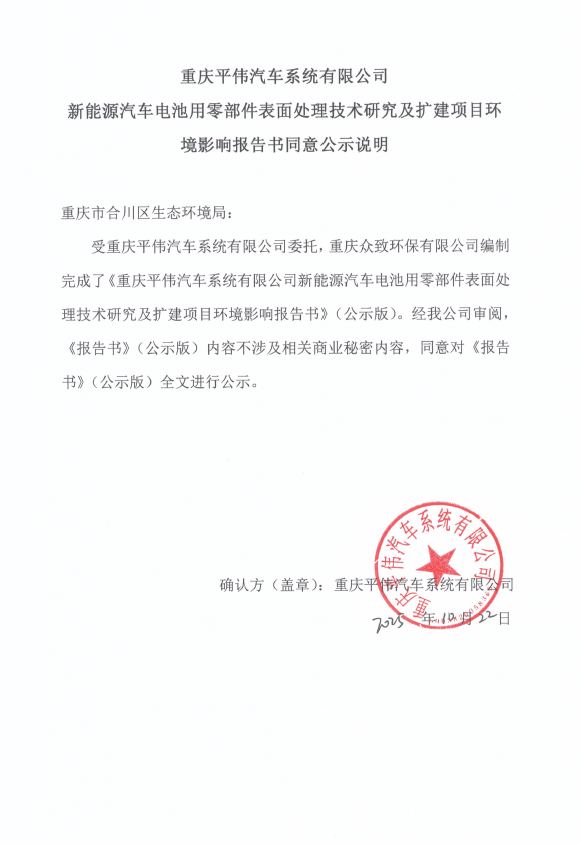 重庆平伟汽车系统有限公司
新能源汽车电池用零部件表面处理技术研究及扩建项目环
境影响报告书同意公示说明
重庆市合川区生态环境局：
受重庆平伟汽车系统有限公司委托，重庆众致环保有限公司编制
完成了《重庆平伟汽车系统有限公司新能源汽车电池用零部件表面处
理技术研究及扩建项目环境影响报告书》（公示版）。经我公司审阅，
《报告书》（公示版）内容不涉及相关商业秘密内容，同意对《报告
书》（公示版）全文进行公示。
重庆平伟汽车系统有限公司
确认方（盖章）：重庆平伟汽车系统有限公司
2025 年 10 月 22 日